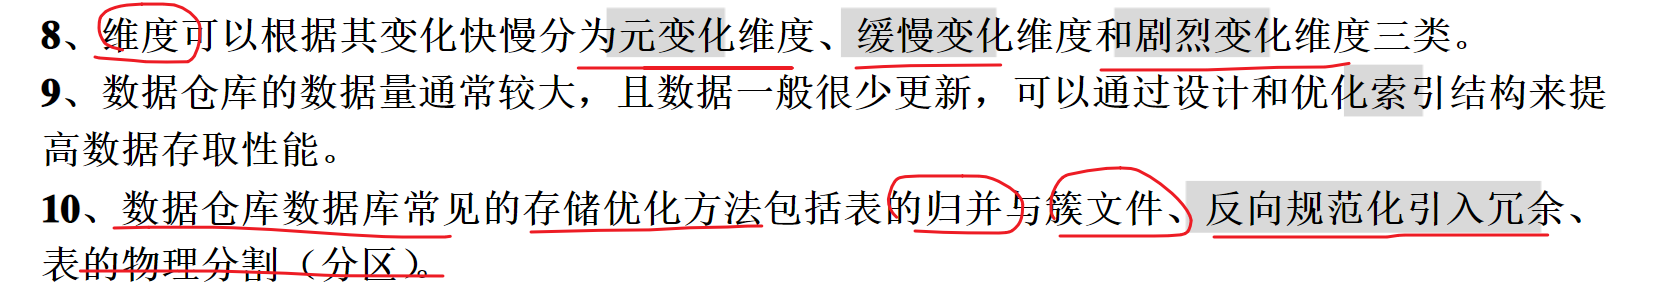 8、维度可以根据其变化快慢分为元变化维度、缓慢变化维度和剧烈变化维度三类。
9、数据仓库的数据量通常较大，且数据一般很少更新，可以通过设计和优化索引结构来提
高数据存取性能。
10、数据仓库数据库常见的存储优化方法包括表的归并与簇文件、反向规范化引入冗余、
表的物理分割（分区）。